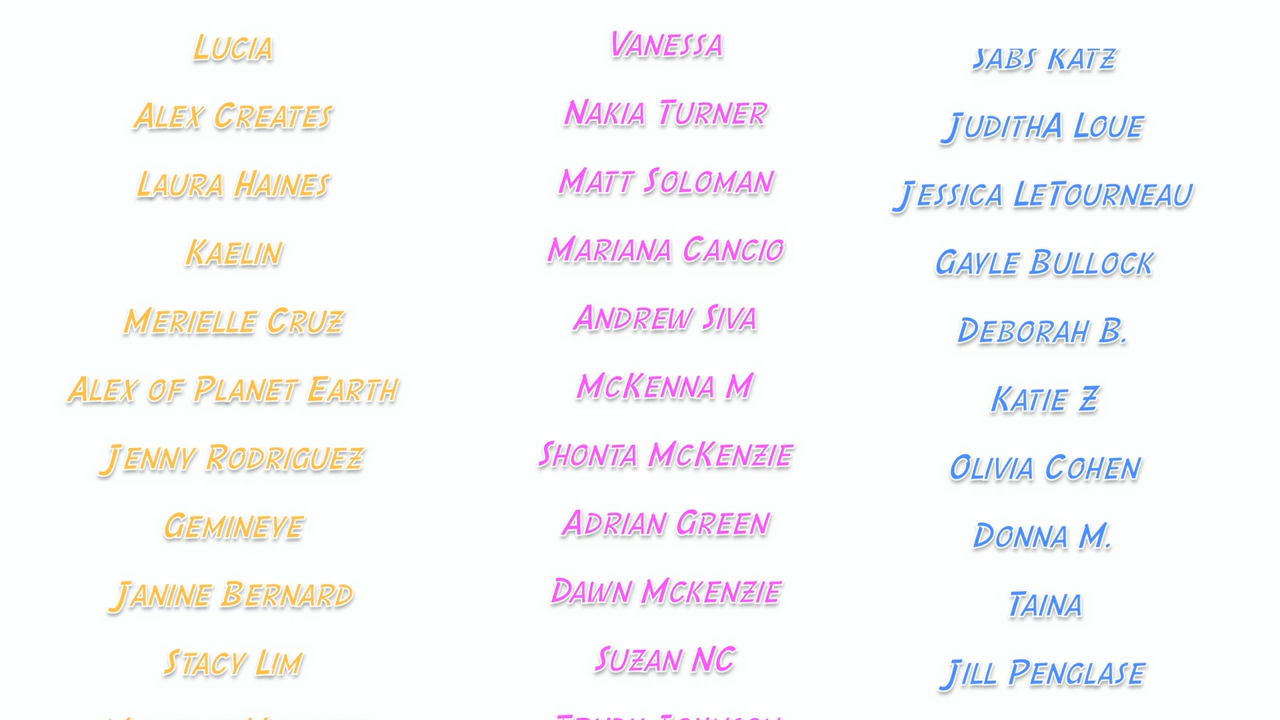 Lucia
Alex Creates
Laura Haines
Kaelin
Merielle Cruz
Alex of Planet Earth
Jenny Rodriguez
Gemineye
Janine Bernard
Stacy Lim
Vanessa
Nakia Turner
Matt Soloman
Mariana Cancio
Andrew Siva
McKenna M
Shonta McKenzie
Adrian Green
Dawn Mckenzie
Suzan NC
sabs katz
JudithA Loue
Jessica LeTourneau
Gayle Bullock
Deborah B.
Katie Z
Olivia Cohen
Donna M.
Taina
Jill Penglase